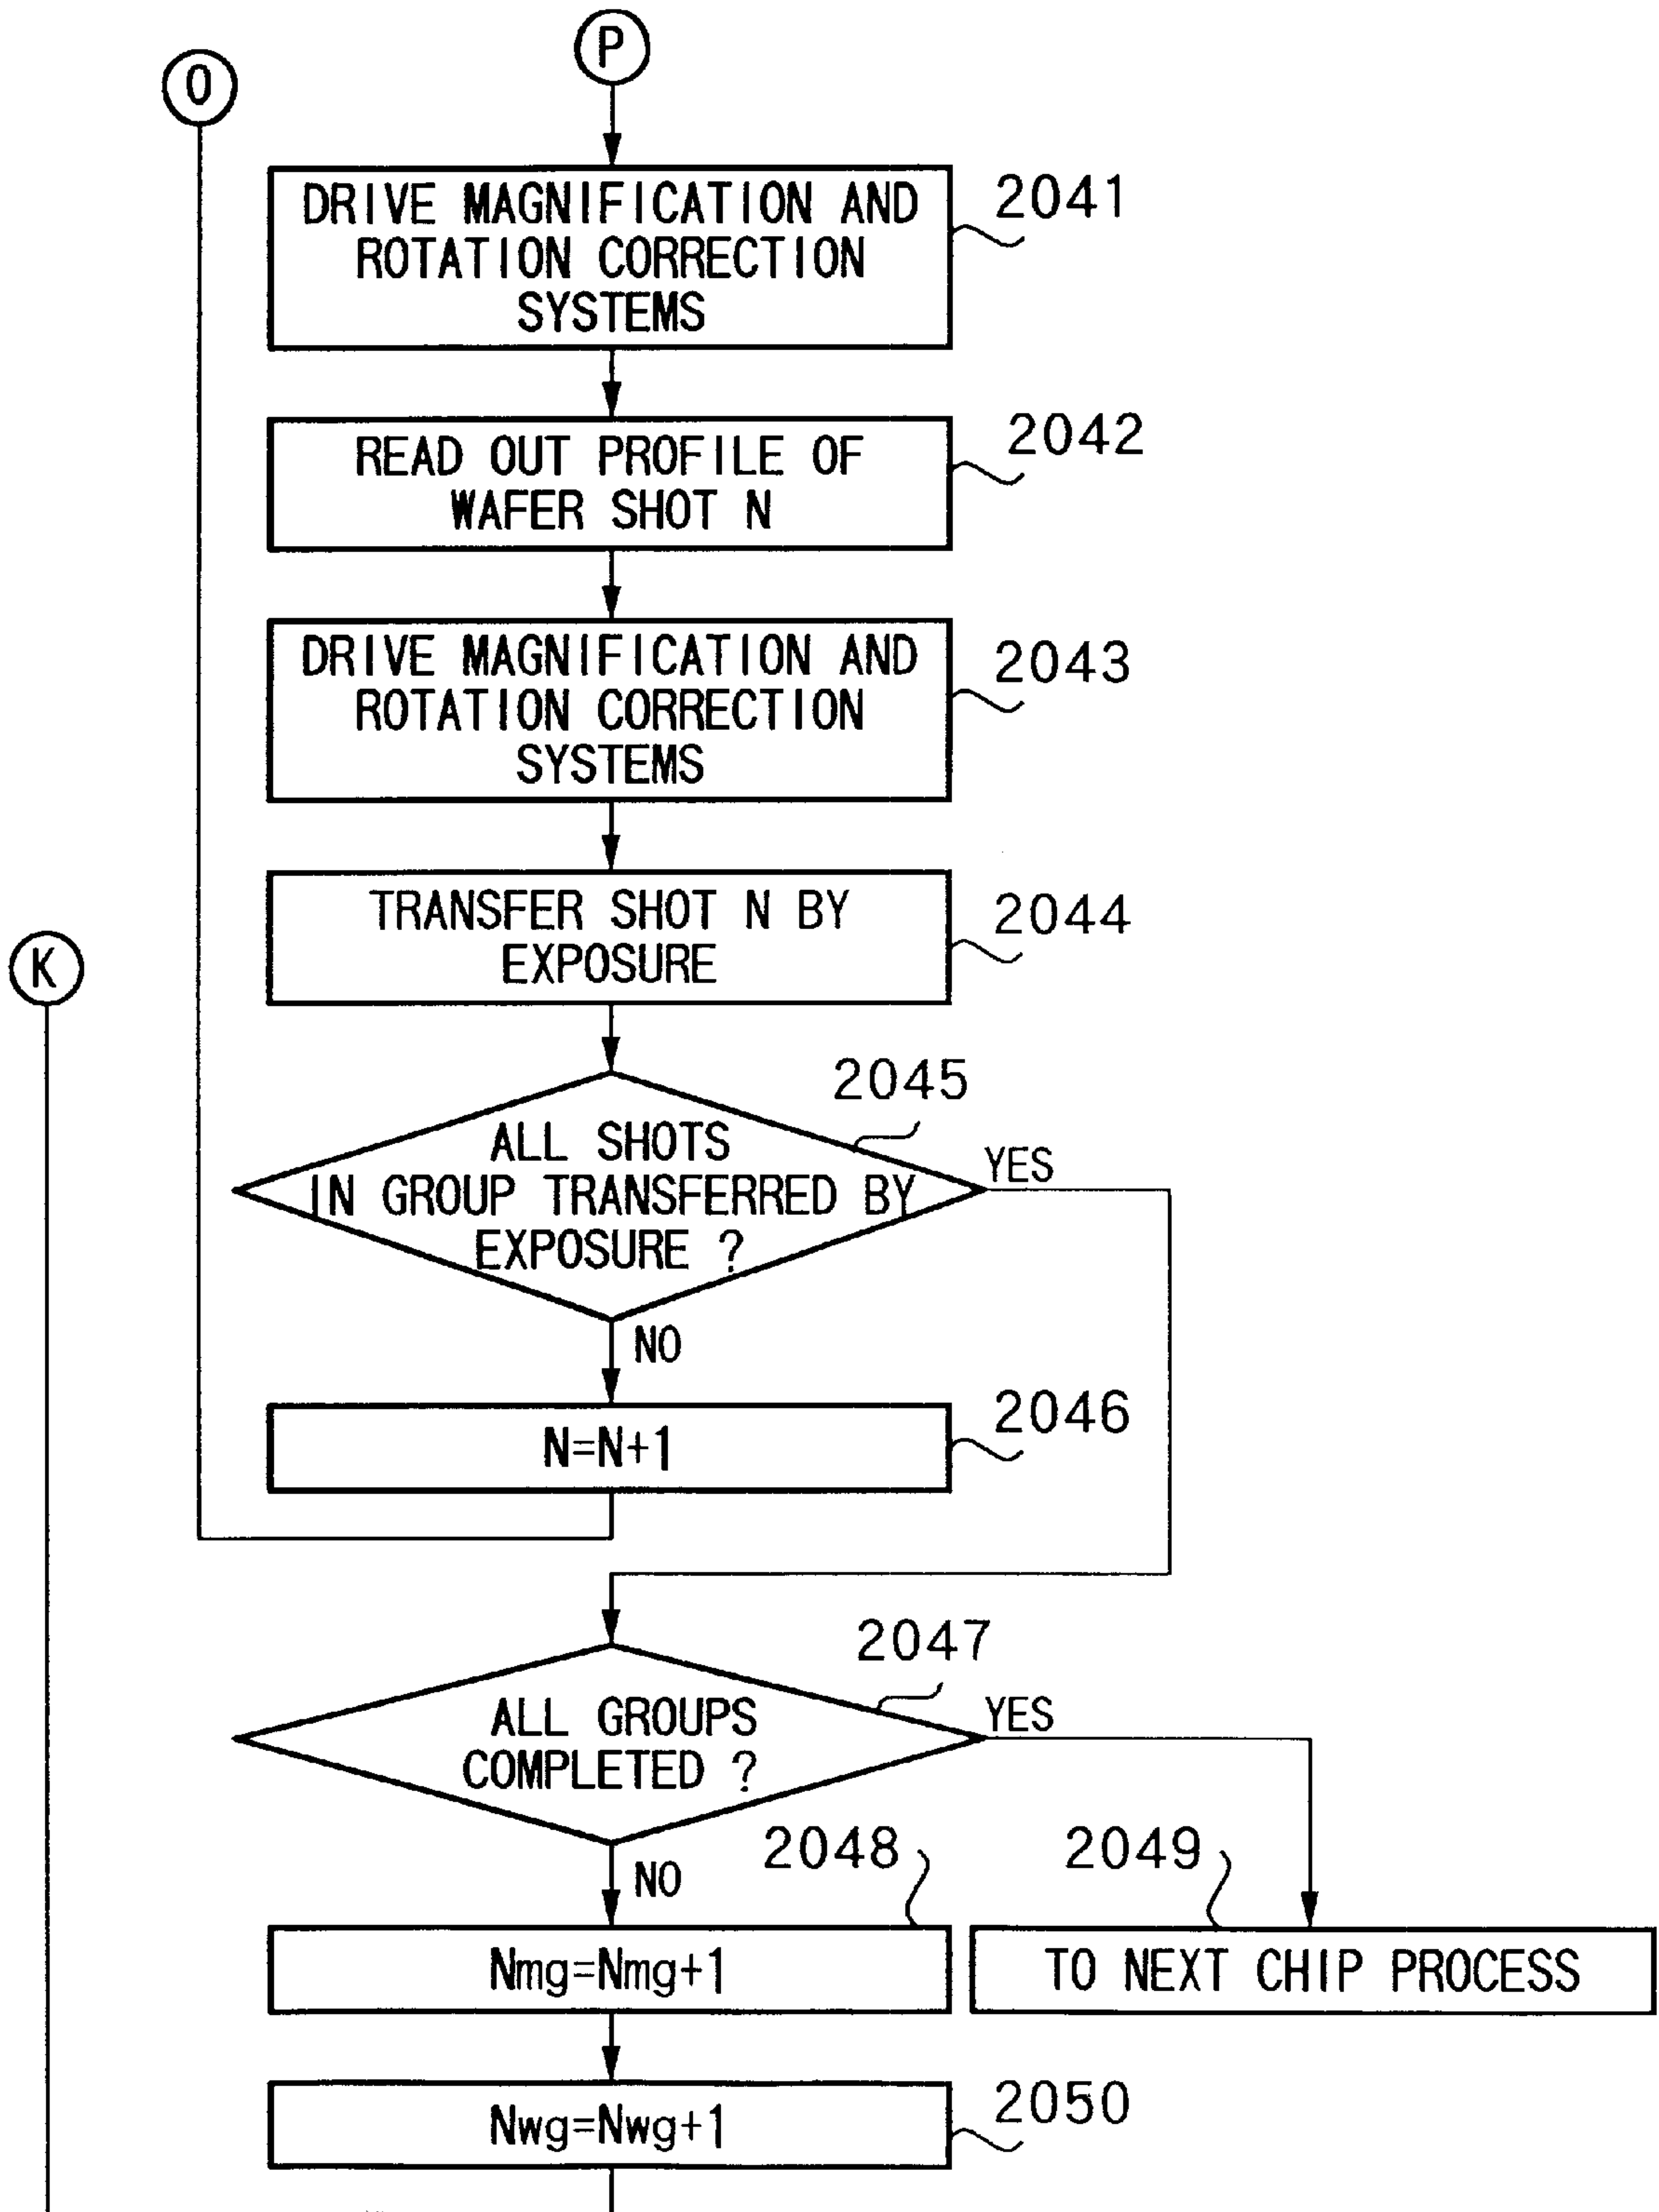 P
O
DRIVE MAGNIFICATION AND
ROTATION CORRECTION
SYSTEMS
2041
READ OUT PROFILE OF
WAFER SHOT N
2042
DRIVE MAGNIFICATION AND
ROTATION CORRECTION
SYSTEMS
2043
TRANSFER SHOT N BY
EXPOSURE
2044
K
2045
ALL SHOTS
IN GROUP TRANSFERRED BY
EXPOSURE ?
YES
NO
N=N+1
2046
2047
ALL GROUPS
COMPLETED ?
YES
NO
2048
2049
Nmg=Nmg+1
TO NEXT CHIP PROCESS
Nwg=Nwg+1
2050